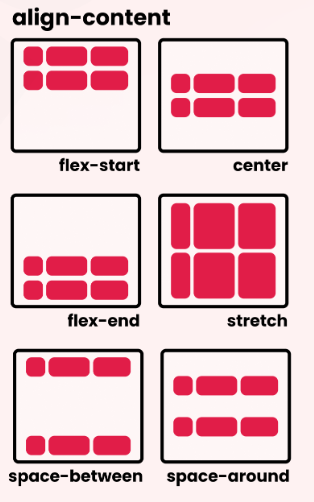 align-content
flex-start
center
flex-end
stretch
space-between
space-around